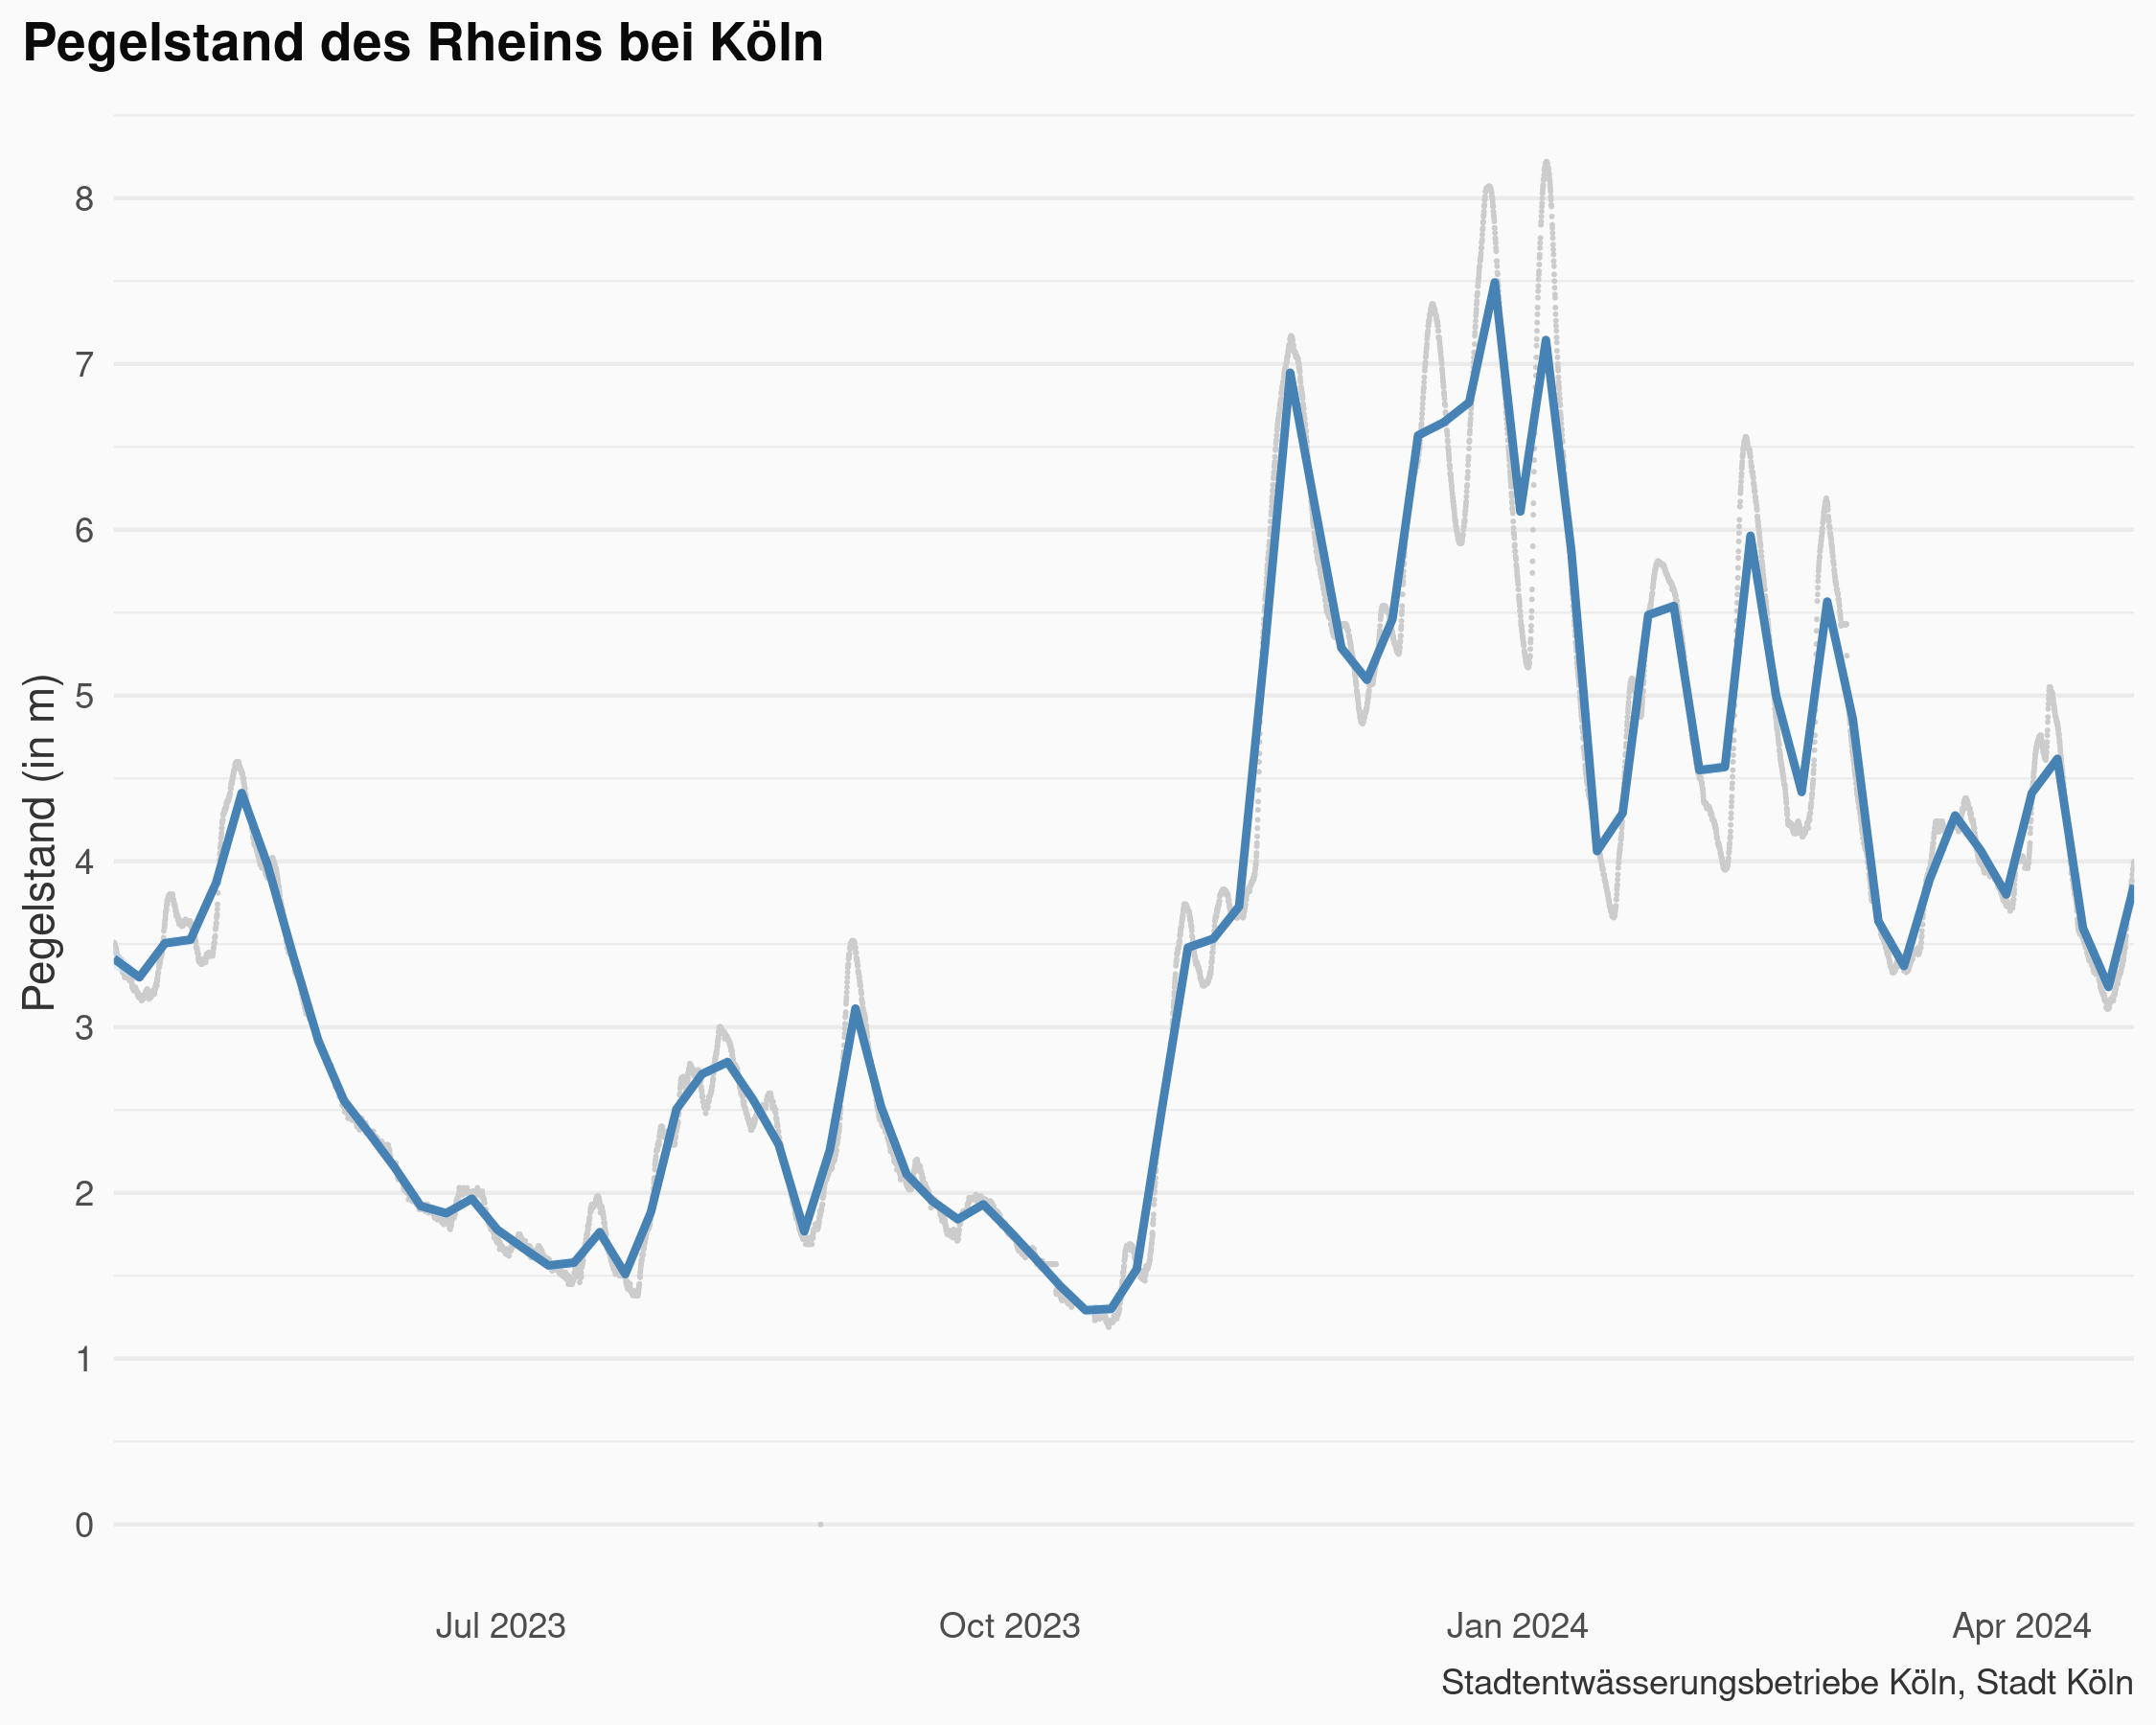 Pegelstand des Rheins bei Köln
Pegelstand (in m)
8
7
6
5
4
3
2
1
0
Jul 2023
Oct 2023
Jan 2024
Apr 2024
Stadtentwässerungsbetriebe Köln, Stadt Köln